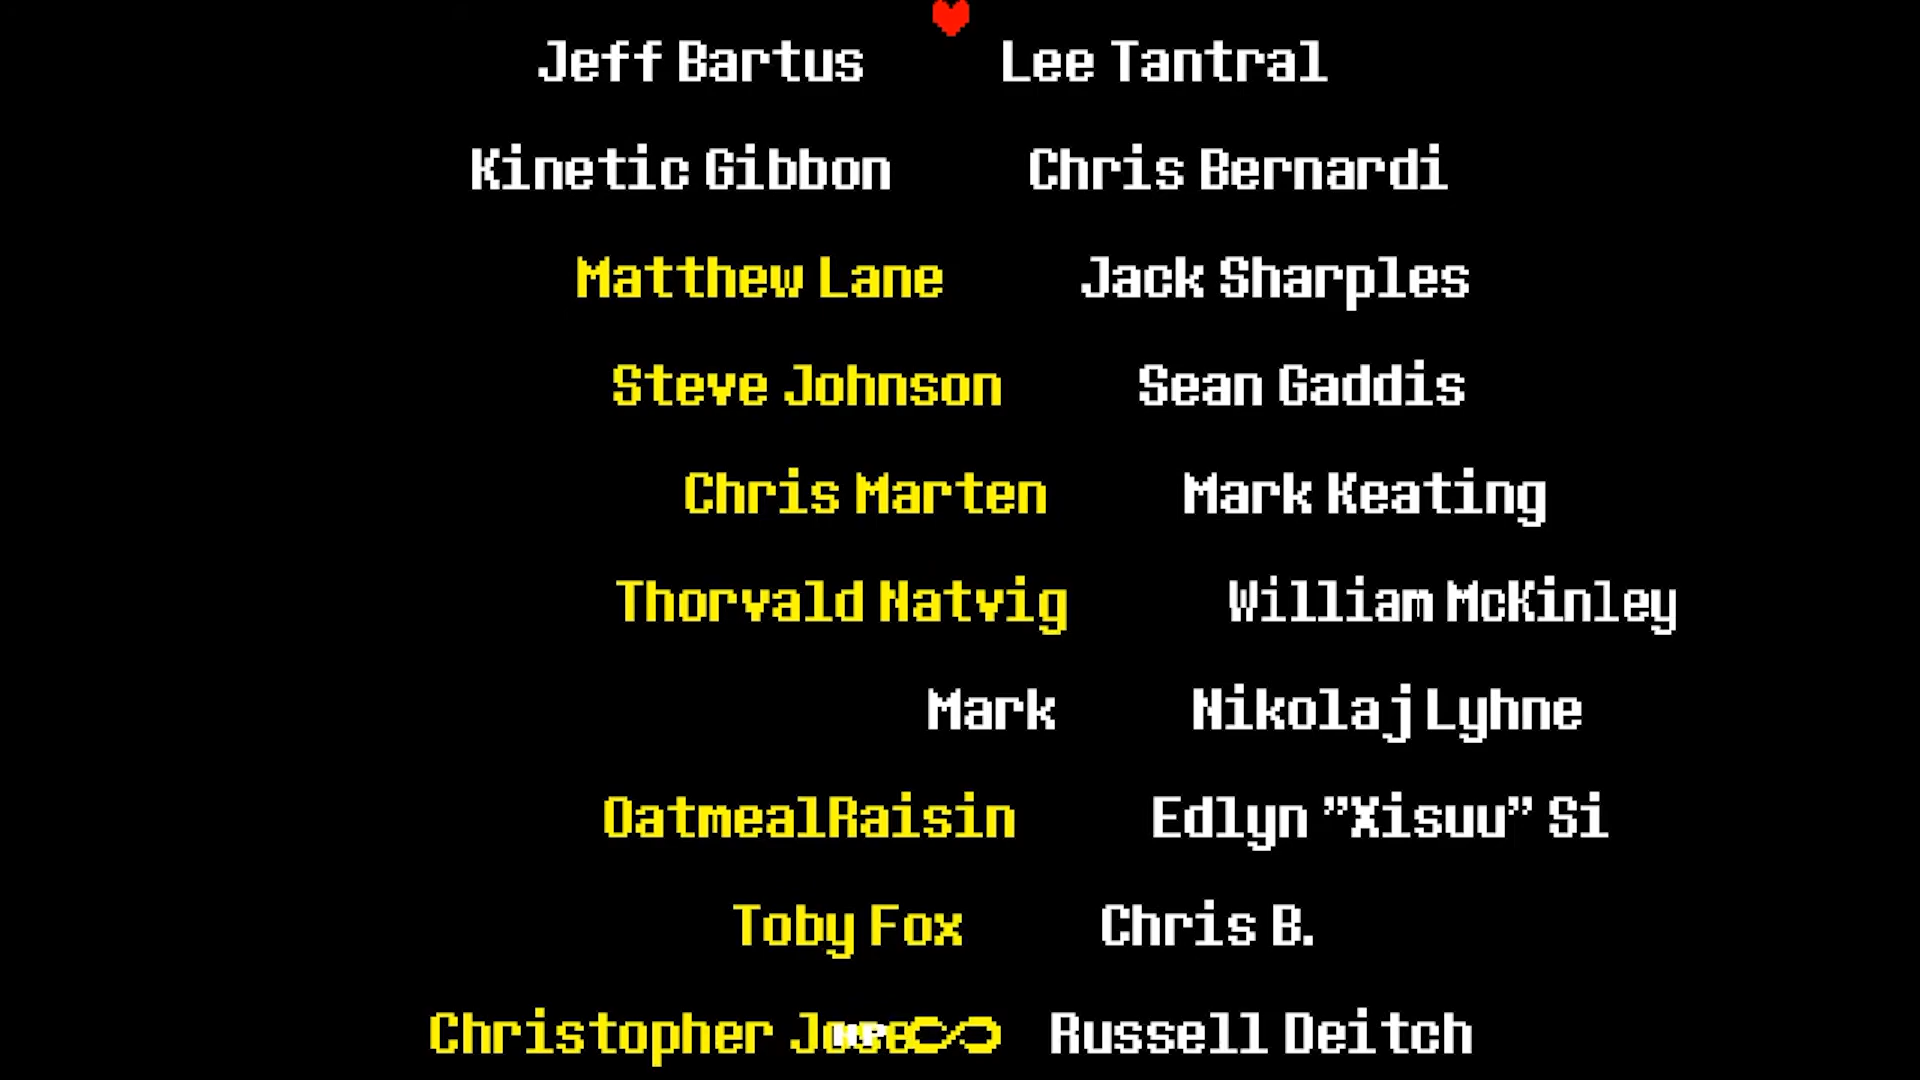 Jeff Bartus Lee Tantral
Kinetic Gibbon Chris Bernardi
Matthew Lane Jack Sharples
Steve Johnson Sean Gaddis
Chris Marten Mark Keating
Thorvald Natvig William McKinley
Mark Nikolaj Lyhne
OatmealRaisin Edlyn "Xisuu" Si
Toby Fox Chris B.
Christopher HP ∞ Russell Deitch